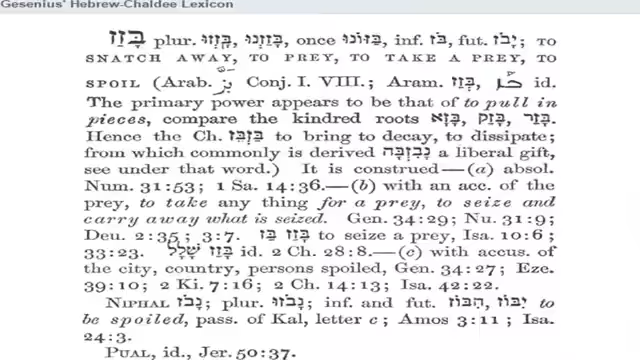 Gesenius' Hebrew-Chaldee Lexicon
בָּזַז plur. בָּזְזוּ, בָּזַזְנוּ, once בַּזּוֹנוּ, inf. בֹּז, fut. יָבֹז; TO
SNATCH AWAY, TO PREY, TO TAKE A PREY, TO
SPOIL (Arab. بَزَّ Conj. I. VIII.; Aram. בְּזַז id.
The primary power appears to be that of to pull in
pieces, compare the kindred roots בָּזָא, בָּזַק, בָּזַר.
Hence the Ch. בַּזְבֵּז to bring to decay, to dissipate;
from which commonly is derived נְבִזְבָּה a liberal gift,
see under that word.) It is construed—(a) absol.
Num. 31:53; 1 Sa. 14:36.—(b) with an acc. of the
prey, to take any thing for a prey, to seize and
carry away what is seized. Gen. 34:29; Nu. 31:9;
Deu. 2:35; 3:7. בָּזַז בַּז to seize a prey, Isa. 10:6;
33:23. בָּזַז שָׁלָל id. 2 Ch. 28:8.—(c) with accus. of
the city, country, persons spoiled, Gen. 34:27; Eze.
39:10; 2 Ki. 7:16; 2 Ch. 14:13; Isa. 42:22.
NIPHAL נָבֹז; plur. נָבֹזּוּ; inf. and fut. הִבּוֹז, יִבּוֹז to
be spoiled, pass. of Kal, letter c; Amos 3:11; Isa.
24:3.
PUAL, id., Jer. 50:37.